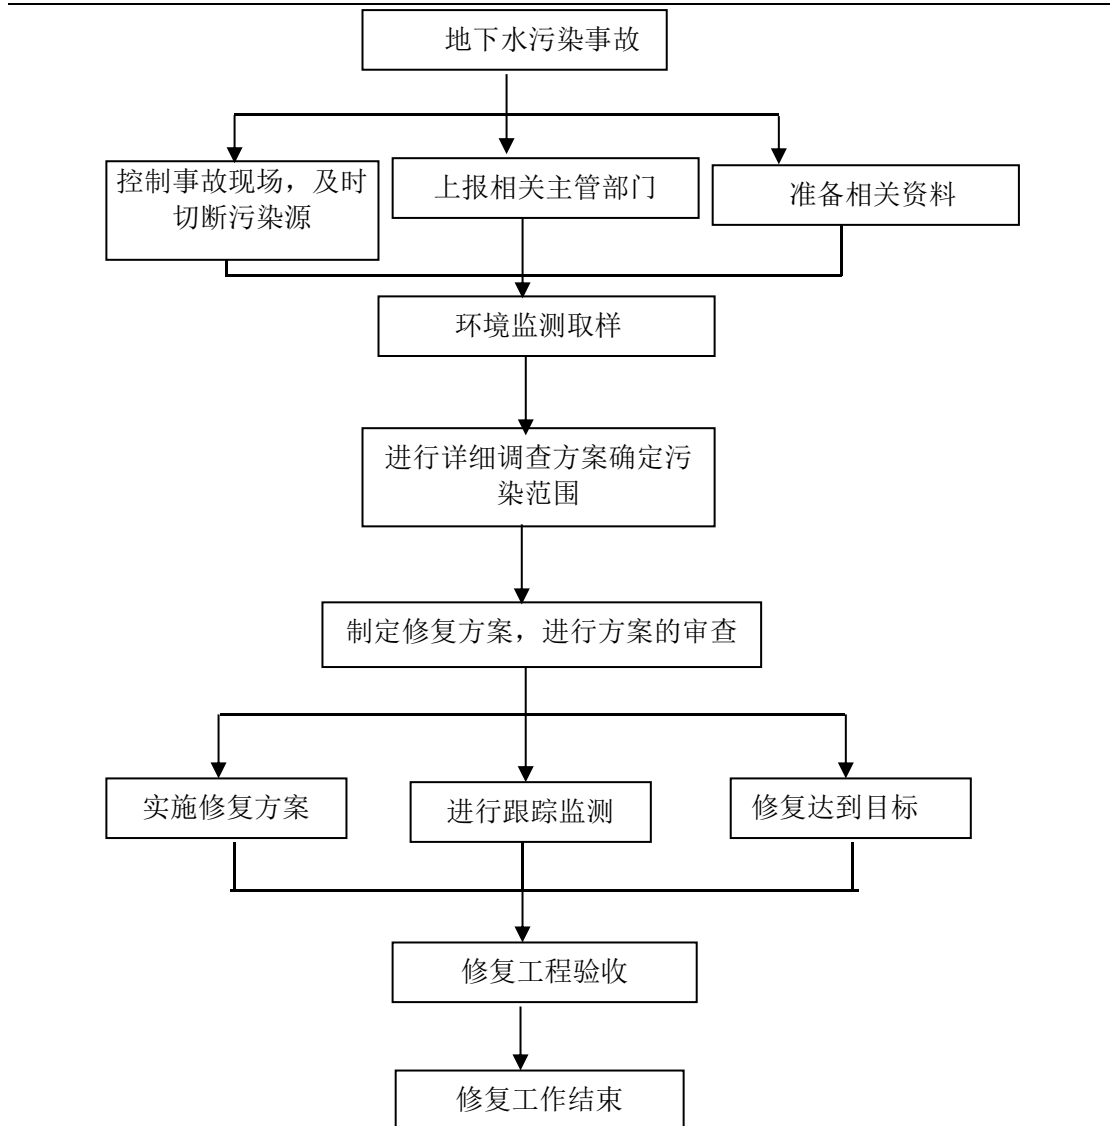 地下水污染事故
控制事故现场，及时
切断污染源
上报相关主管部门
准备相关资料
环境监测取样
进行详细调查方案确定污
染范围
制定修复方案，进行方案的审查
实施修复方案
进行跟踪监测
修复达到目标
修复工程验收
修复工作结束